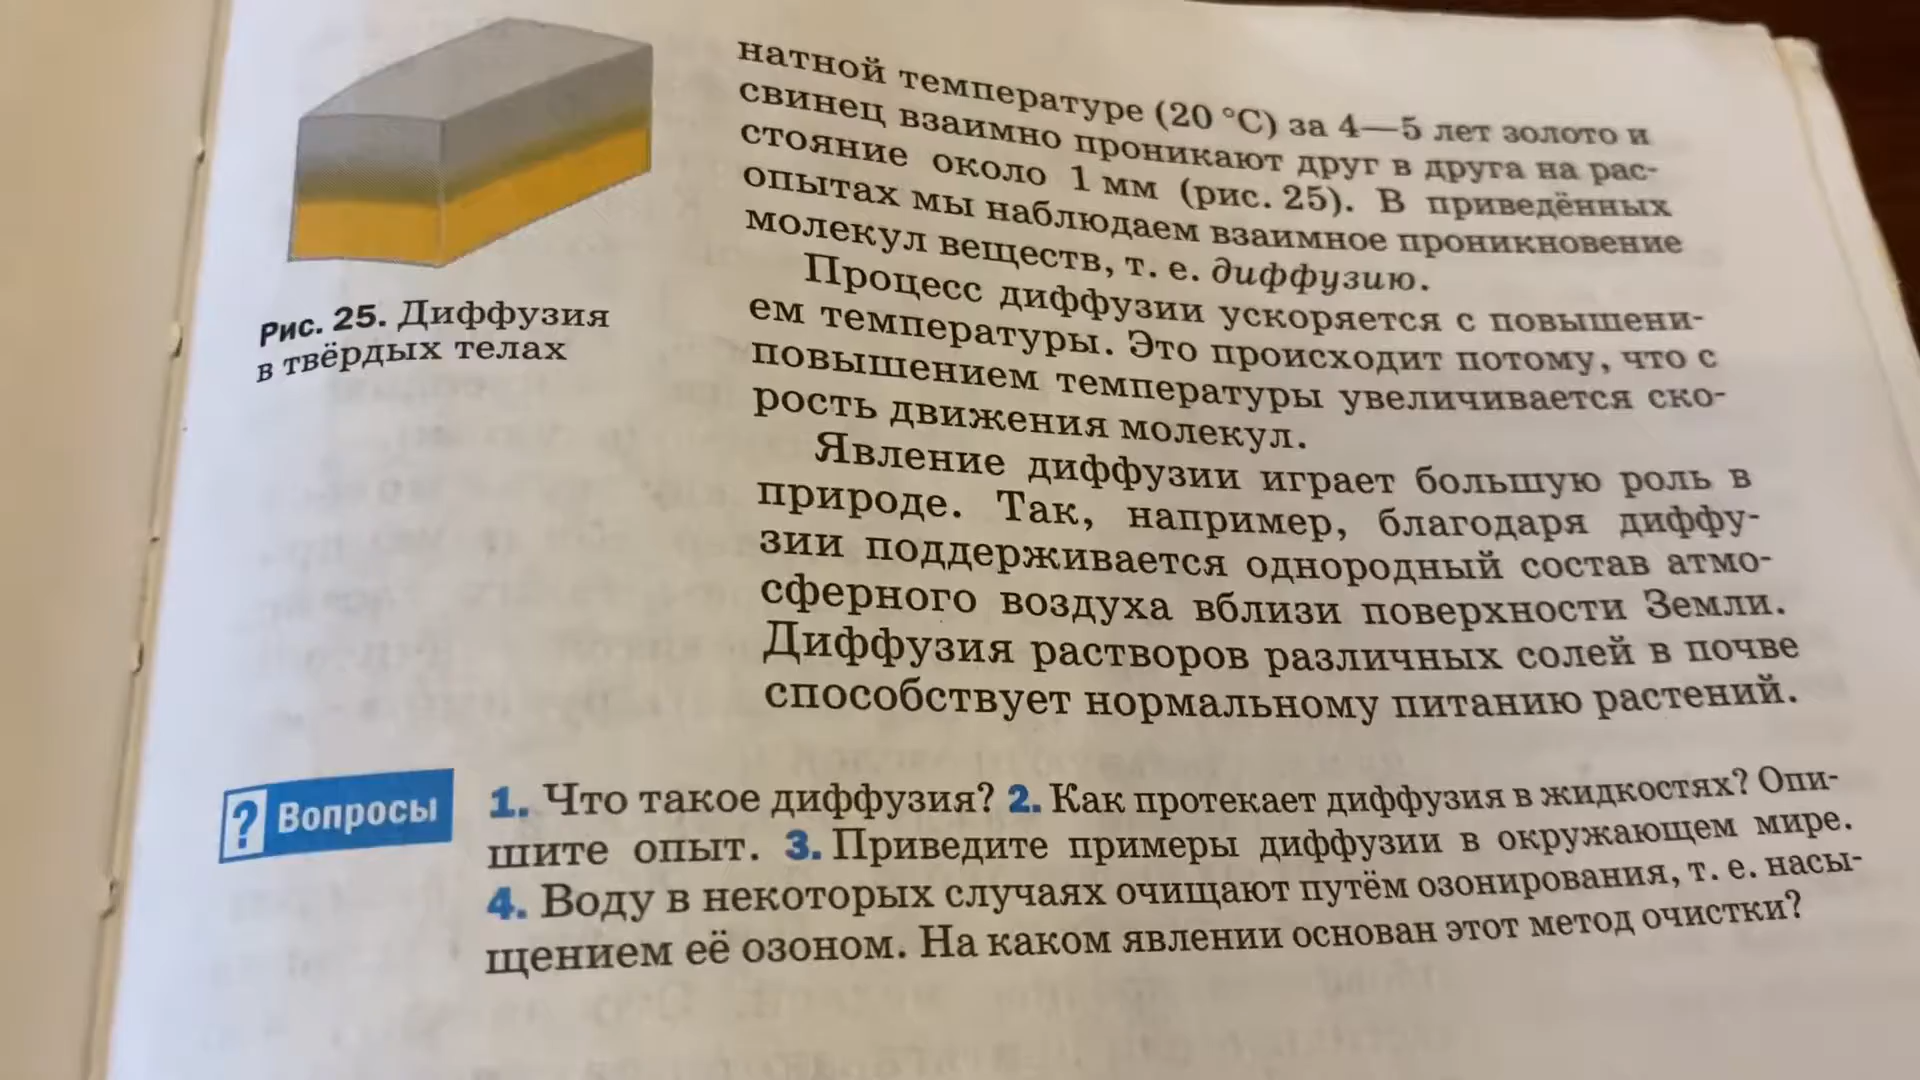 натной температуре (20 °С) за 4—5 лет золото и
свинец взаимно проникают друг в друга на рас-
стояние около 1 мм (рис. 25). В приведённых
опытах мы наблюдаем взаимное проникновение
молекул веществ, т. е. диффузию.
Процесс диффузии ускоряется с повышени-
ем температуры. Это происходит потому, что с
повышением температуры увеличивается ско-
рость движения молекул.
Явление диффузии играет большую роль в
природе. Так, например, благодаря диффу-
зии поддерживается однородный состав атмо-
сферного воздуха вблизи поверхности Земли.
Диффузия растворов различных солей в почве
способствует нормальному питанию растений.
Рис. 25. Диффузия
в твёрдых телах
? Вопросы
1. Что такое диффузия? 2. Как протекает диффузия в жидкостях? Опи-
шите опыт. 3. Приведите примеры диффузии в окружающем мире.
4. Воду в некоторых случаях очищают путём озонирования, т. е. насы-
щением её озоном. На каком явлении основан этот метод очистки?